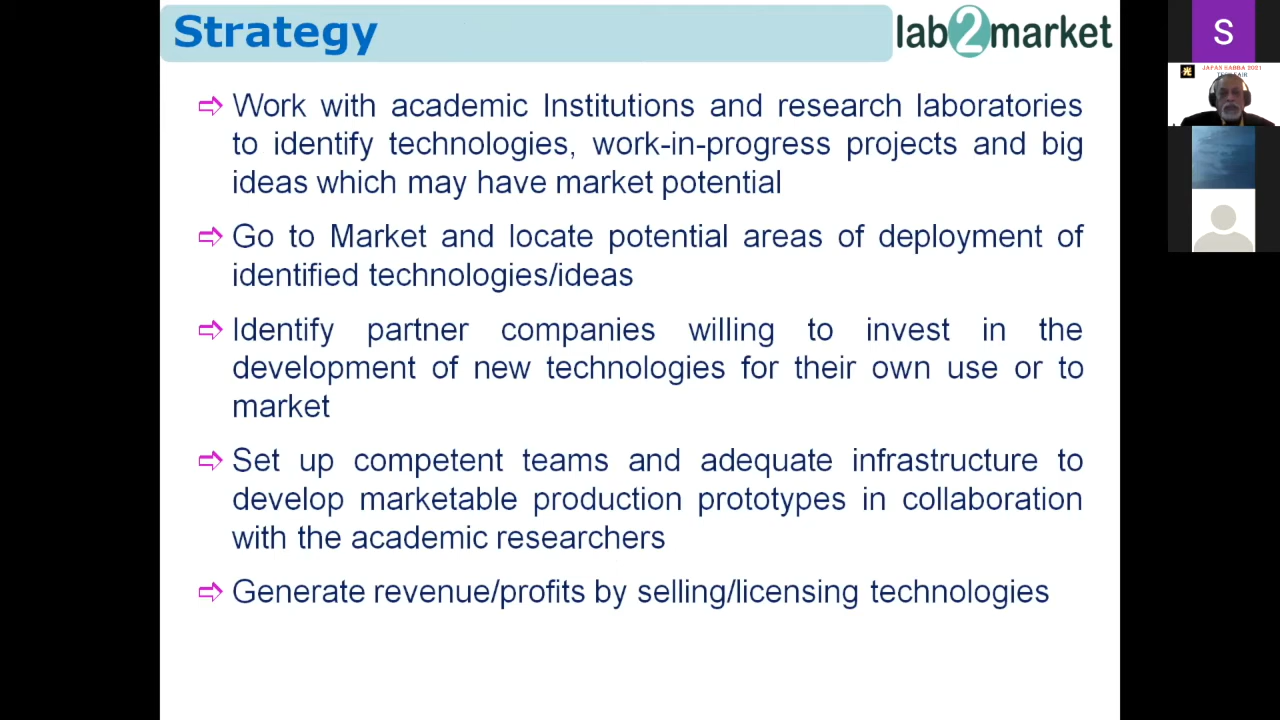 Strategy
lab2market
Work with academic Institutions and research laboratories
to identify technologies, work-in-progress projects and big
ideas which may have market potential
Go to Market and locate potential areas of deployment of
identified technologies/ideas
Identify partner companies willing to invest in the
development of new technologies for their own use or to
market
Set up competent teams and adequate infrastructure to
develop marketable production prototypes in collaboration
with the academic researchers
Generate revenue/profits by selling/licensing technologies
S
光